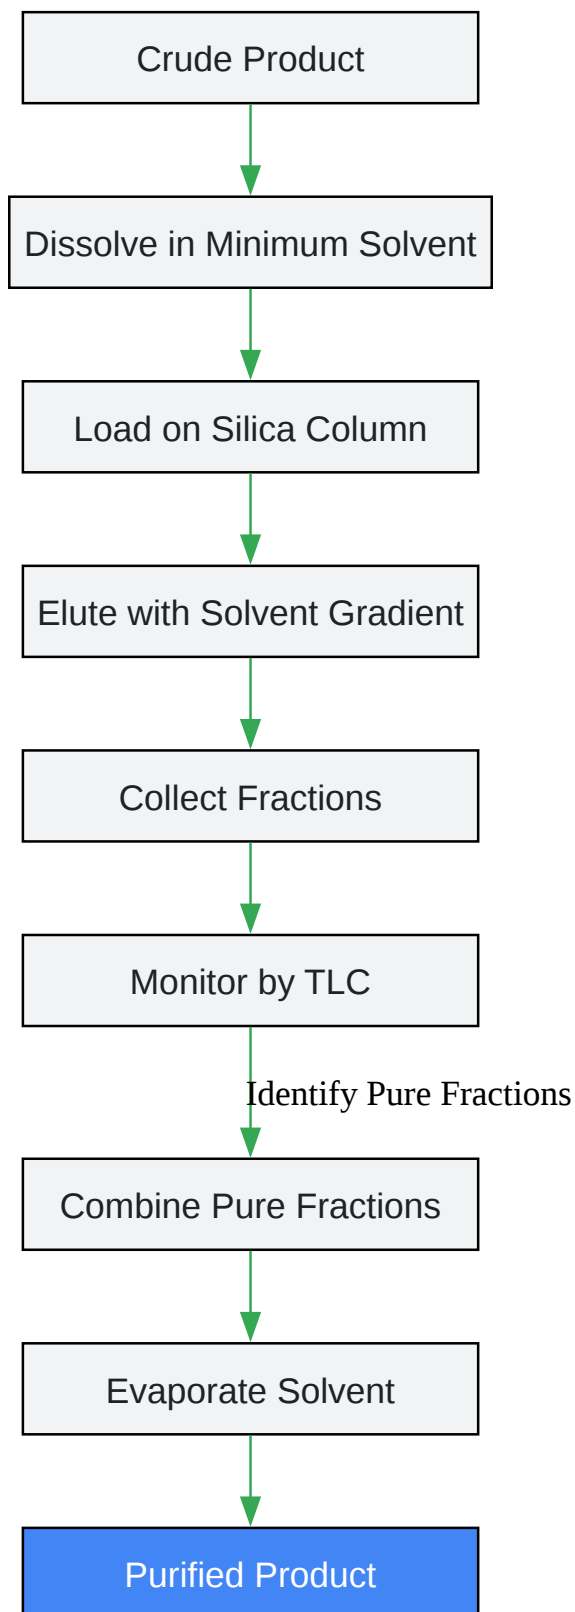 Crude Product
Dissolve in Minimum Solvent
Load on Silica Column
Elute with Solvent Gradient
Collect Fractions
Monitor by TLC
Identify Pure Fractions
Combine Pure Fractions
Evaporate Solvent
Purified Product